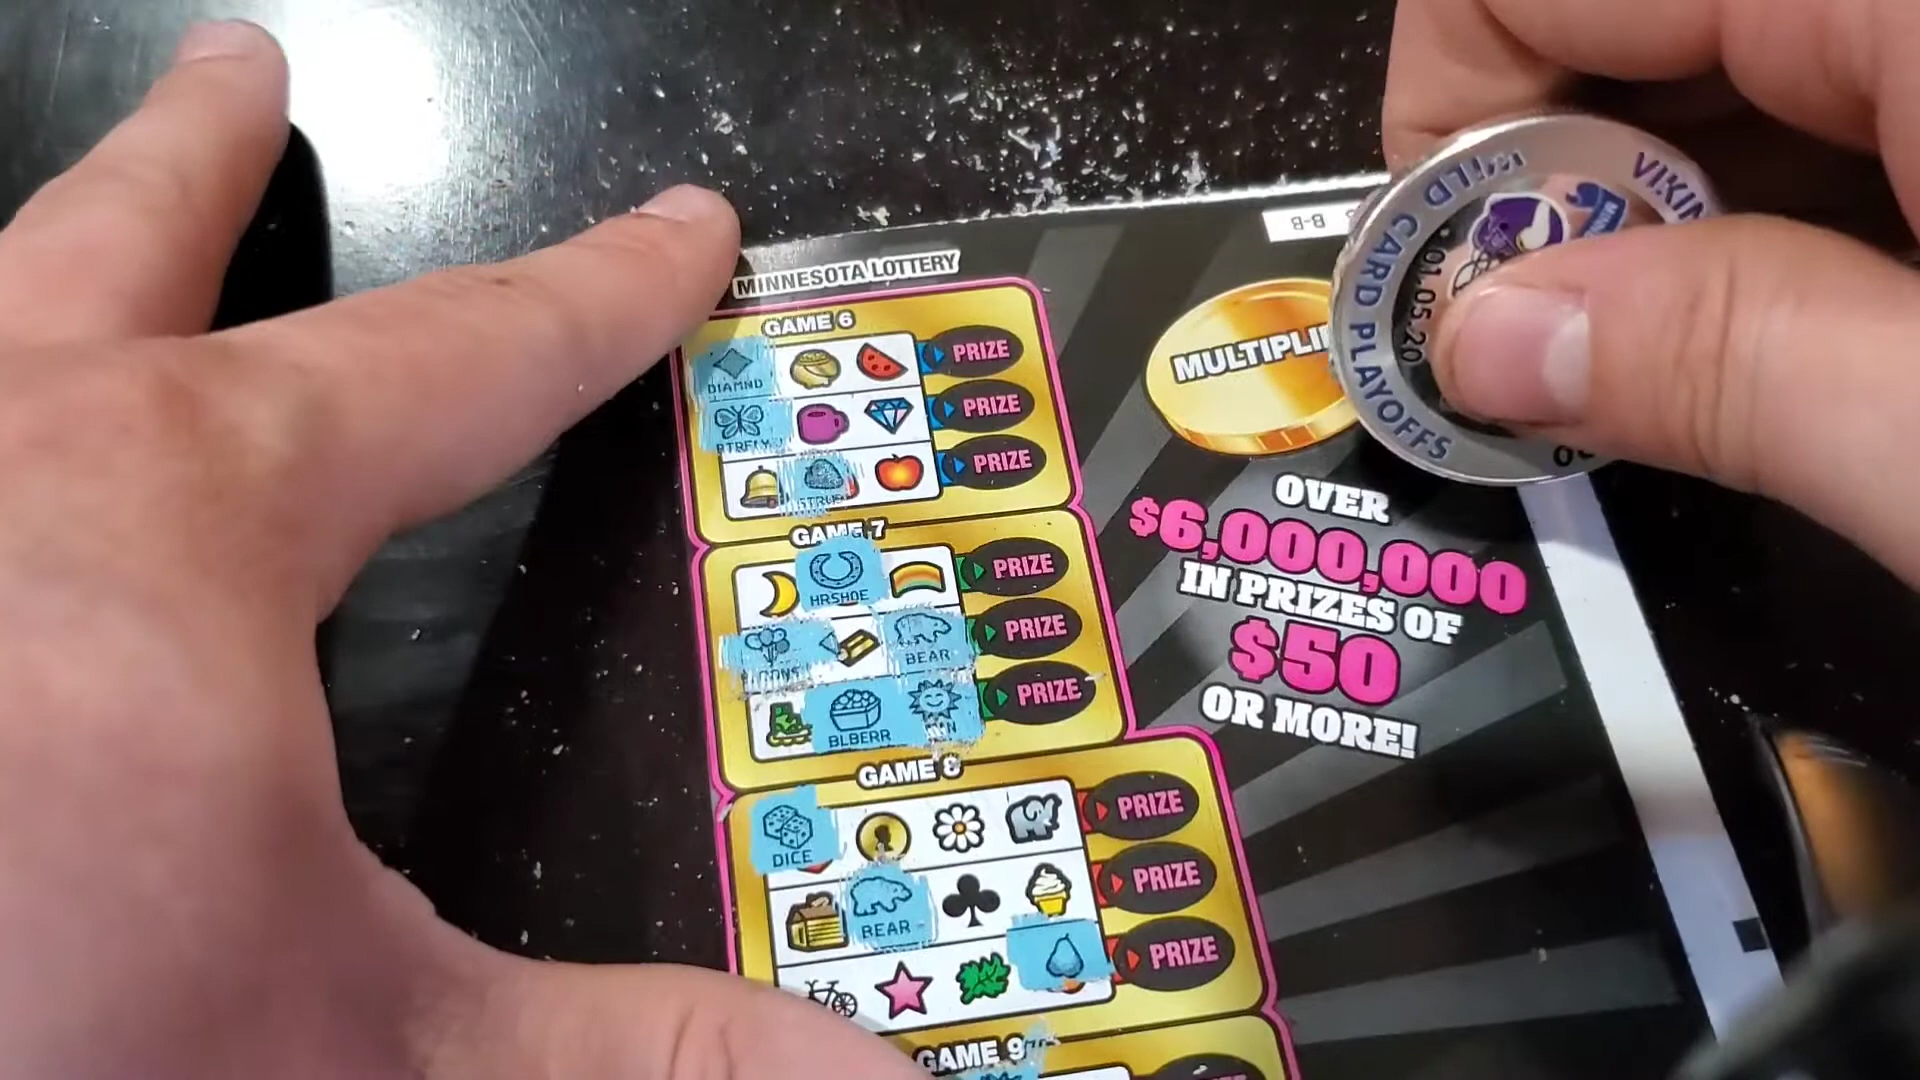 MINNESOTA LOTTERY
GAME 6
DIAMND
PRIZE
BTRFLY
PRIZE
PRIZE
GAME 7
HRSHOE
PRIZE
BEAR
PRIZE
BLBERR
PRIZE
GAME 8
DICE
PRIZE
BEAR
PRIZE
PRIZE
GAME 9
B-B
OVER
$6,000,000
IN PRIZES OF
$50
OR MORE!
WILD CARD PLAYOFFS
01.05.20